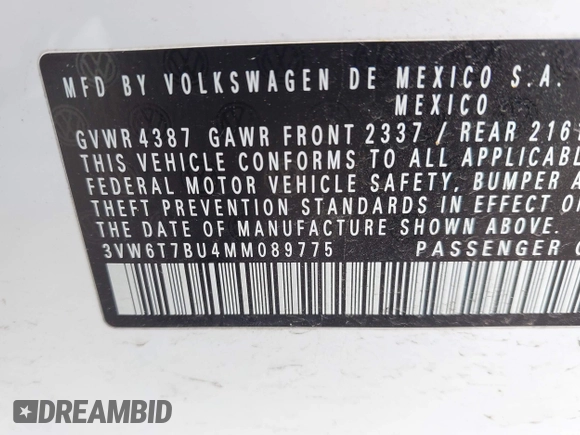 MFD BY VOLKSWAGEN DE MEXICO S.A.
MEXICO
GVWR 4387 GAWR FRONT 2337 / REAR
THIS VEHICLE CONFORMS TO ALL
FEDERAL MOTOR VEHICLE SAFETY, BUMPER
THEFT PREVENTION STANDARDS IN EFFECT ON
THE DATE OF MANUFACTURE SHOWN ABOVE.
3VW6T7BU4MM089775 PASSENGER
DREAMBID